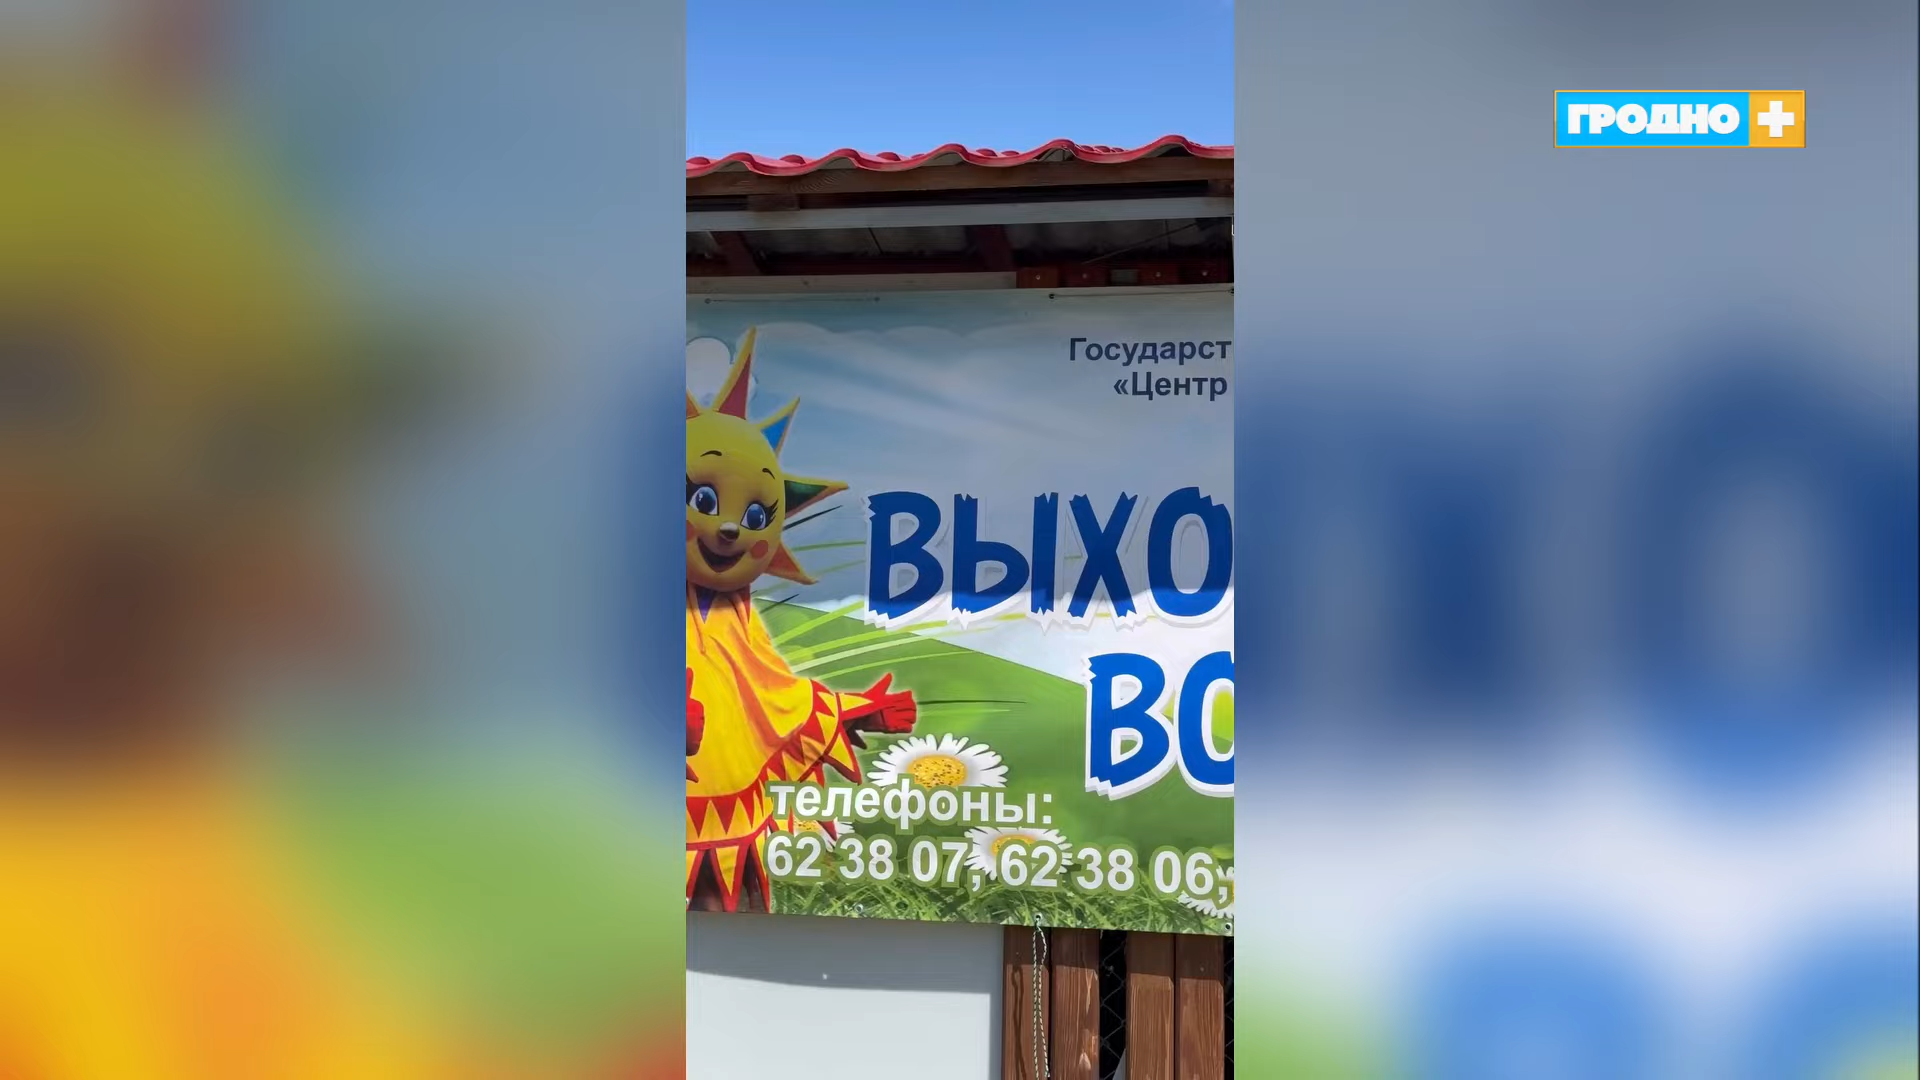 ГРОДНО +
Государст
«Центр
ВЫХО
ВО
телефоны:
62 38 07, 62 38 06,